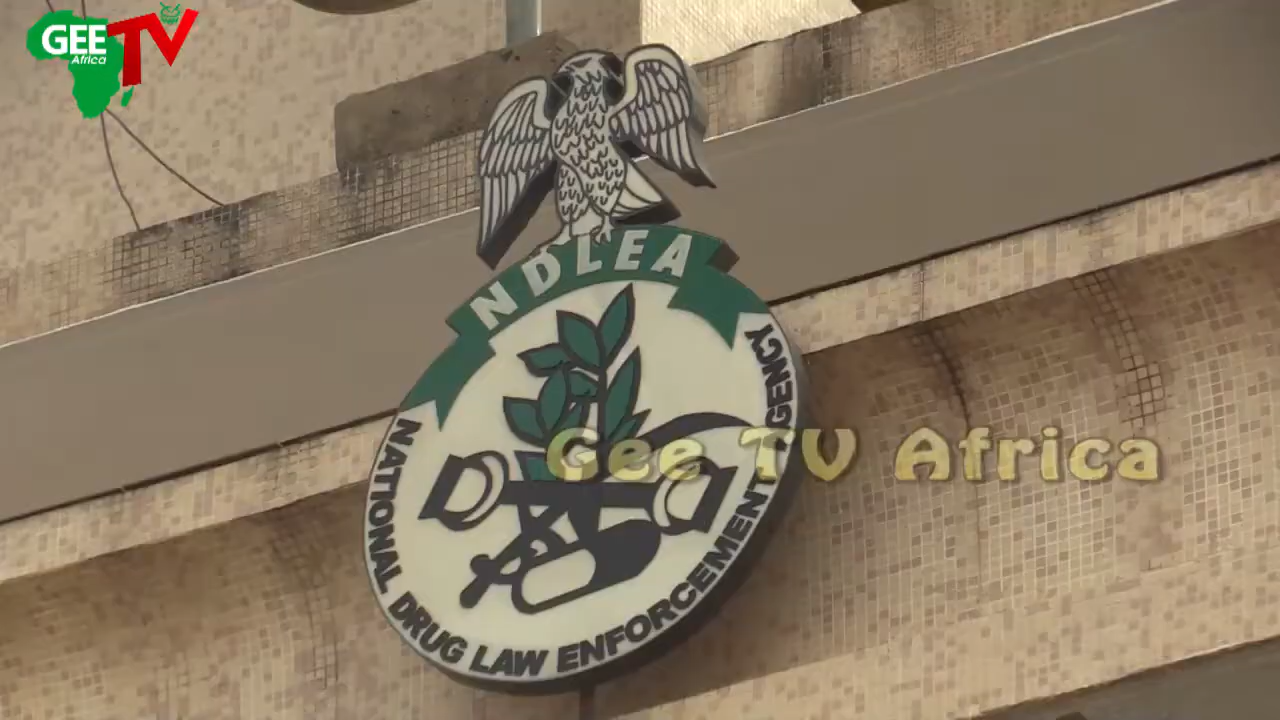 GEE TV
Africa
NDLEA
NATIONAL DRUG LAW ENFORCEMENT AGENCY
Gee TV Africa